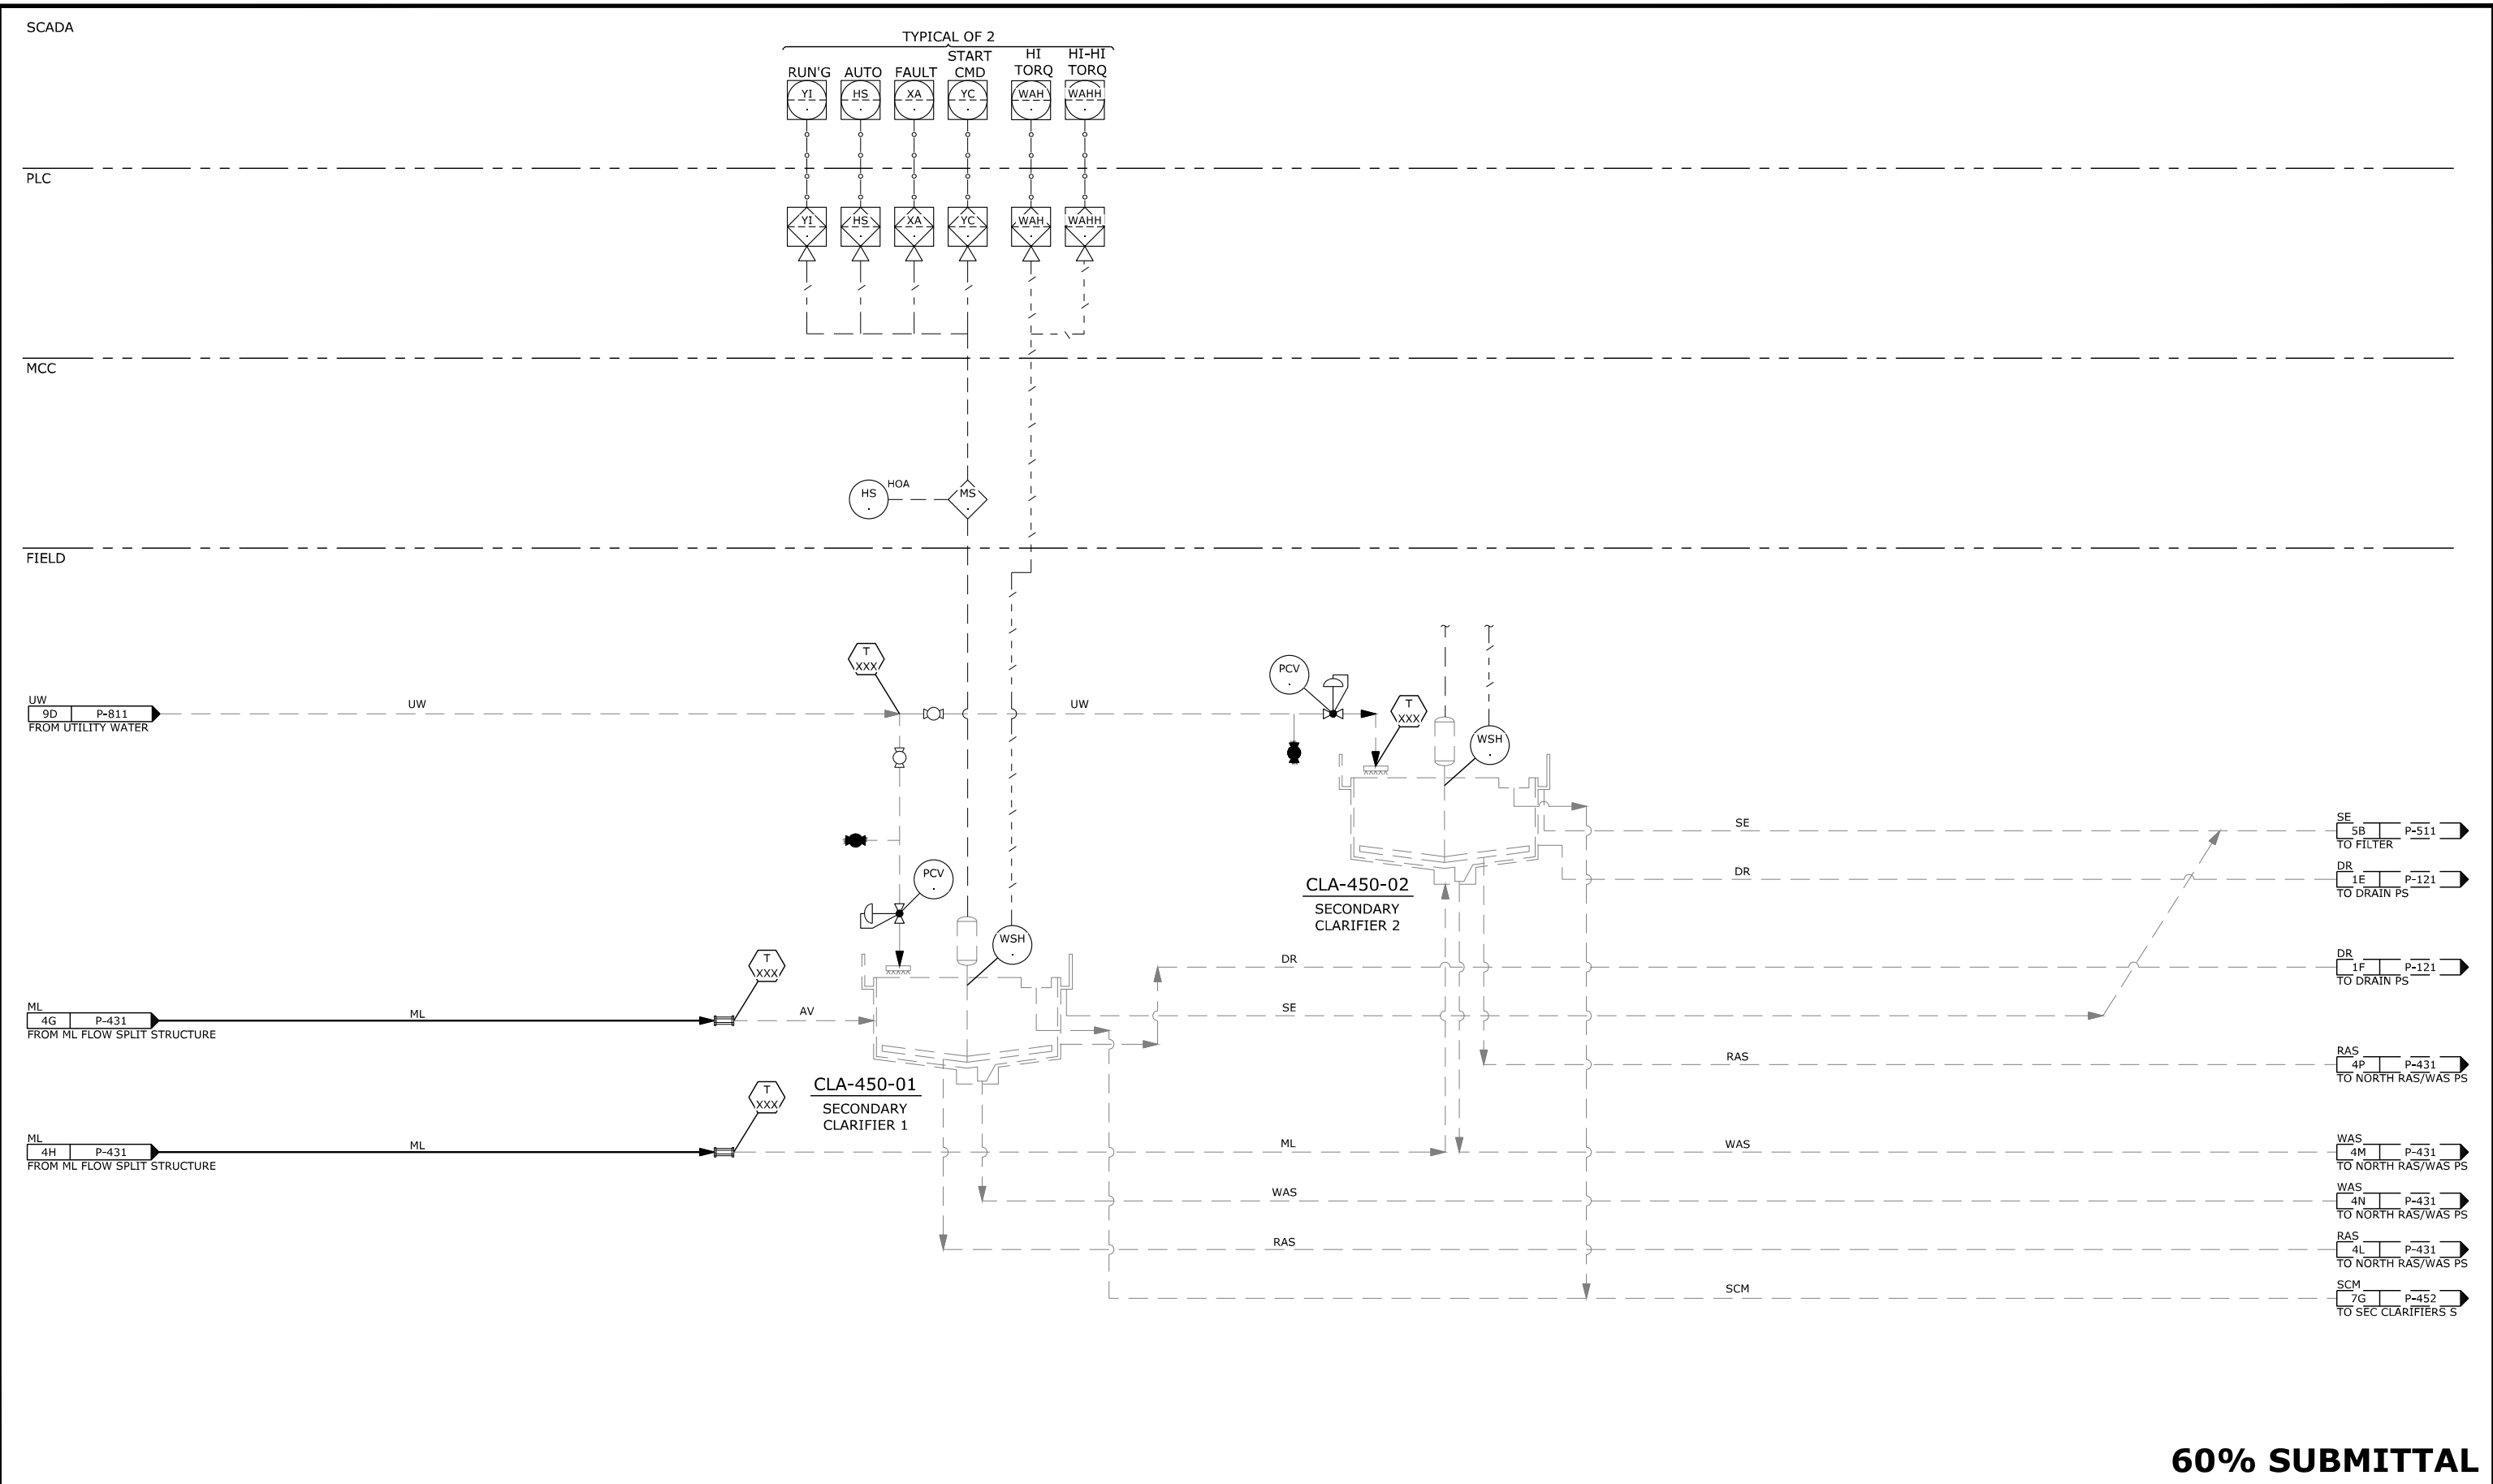 SCADA
TYPICAL OF 2
RUN'G
AUTO
FAULT
START
CMD
HI
TORQ
HI-HI
TORQ
YI
.
HS
.
XA
.
YC
.
WAH
.
WAHH
.
PLC
YI
.
HS
.
XA
.
YC
.
WAH
.
WAHH
.
MCC
HS
.
HOA
MS
.
FIELD
T
XXX
PCV
.
T
XXX
WSH
.
UW
9D P-811
FROM UTILITY WATER
UW
UW
SE
SE
5B P-511
TO FILTER
PCV
.
CLA-450-02
SECONDARY
CLARIFIER 2
DR
DR
1E P-121
TO DRAIN PS
WSH
.
T
XXX
DR
DR
1F P-121
TO DRAIN PS
ML
4G P-431
FROM ML FLOW SPLIT STRUCTURE
ML
AV
SE
CLA-450-01
SECONDARY
CLARIFIER 1
RAS
RAS
4P P-431
TO NORTH RAS/WAS PS
T
XXX
ML
4H P-431
FROM ML FLOW SPLIT STRUCTURE
ML
ML
WAS
WAS
4M P-431
TO NORTH RAS/WAS PS
WAS
WAS
4N P-431
TO NORTH RAS/WAS PS
RAS
RAS
4L P-431
TO NORTH RAS/WAS PS
SCM
SCM
7G P-452
TO SEC CLARIFIERS S
60% SUBMITTAL